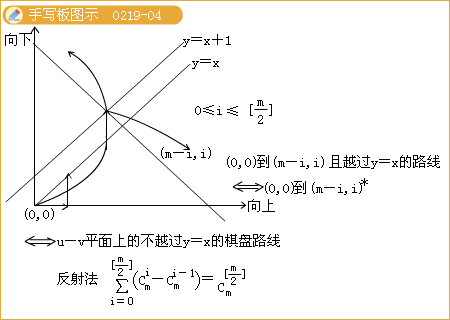 手写板图示 0219-04
向下
y=x+1
y=x
0≤i≤[m/2]
(m-i,i)
(0,0)到(m-i,i)且越过y=x的路线
⟺(0,0)到(m-i,i)*
(0,0)
向上
⟺u-v平面上的不越过y=x的棋盘路线
反射法 \sum_{i=0}^{[m/2]}(C_m^i-C_m^{i-1})=C_m^{[m/2]}